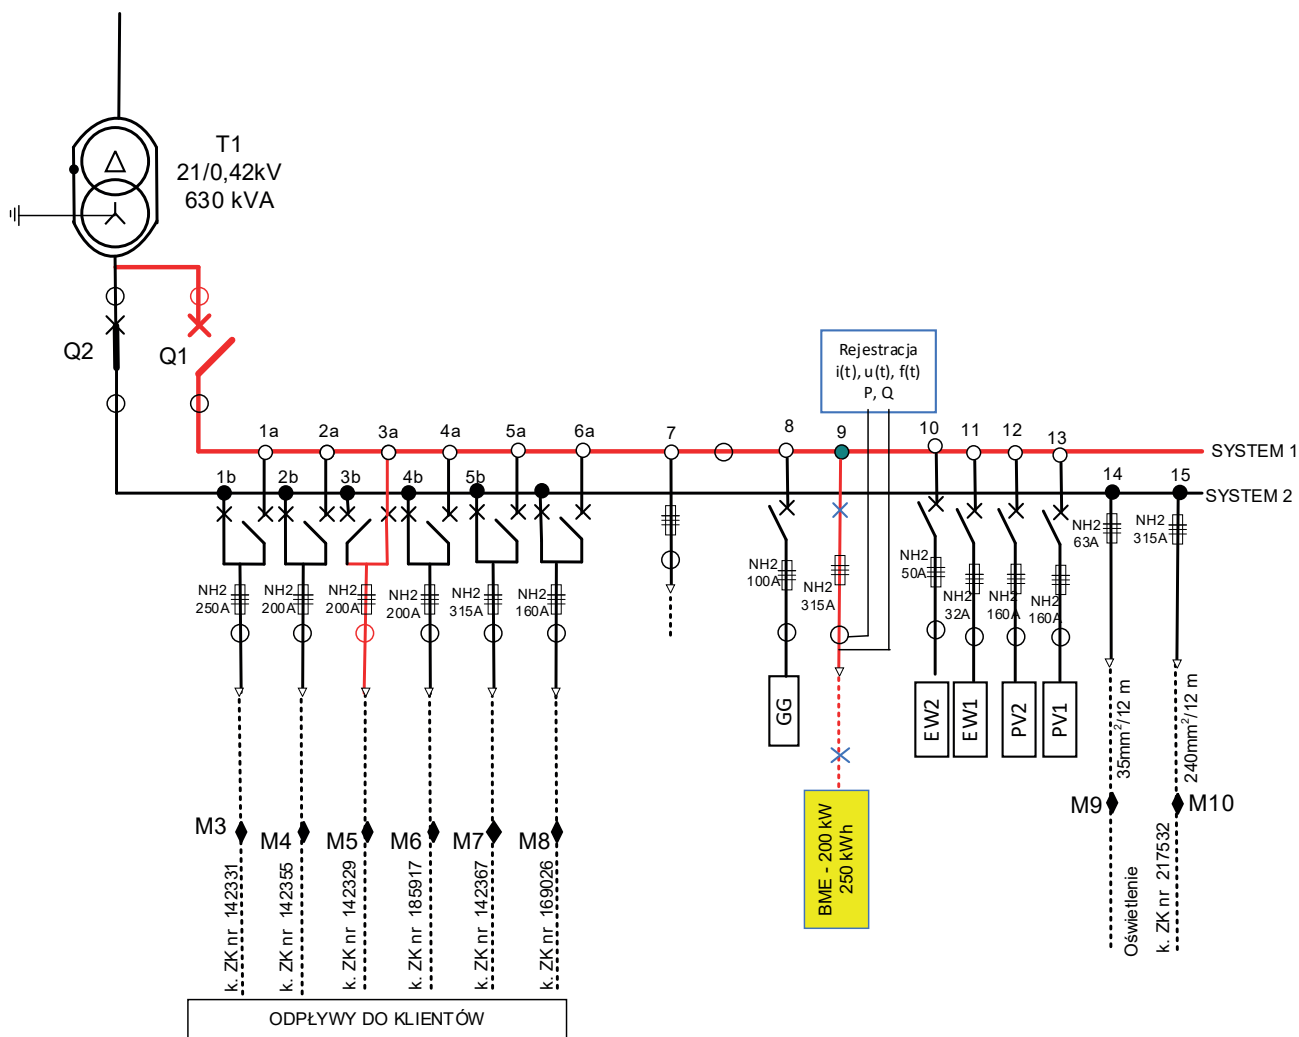 T1
21/0,42kV
630 kVA
Q2
Q1
Rejestracja
i(t), u(t), f(t)
P, Q
1a
2a
3a
4a
5a
6a
7
8
9
10
11
12
13
SYSTEM 1
1b
2b
3b
4b
5b
14
15
SYSTEM 2
NH2
250A
NH2
200A
NH2
200A
NH2
200A
NH2
315A
NH2
160A
NH2
100A
NH2
315A
NH2
50A
NH2
32A
NH2
160A
NH2
160A
NH2
63A
NH2
315A
GG
EW2
EW1
PV2
PV1
35mm²/12 m
240mm²/12 m
BME - 200 kW
250 kWh
M3
M4
M5
M6
M7
M8
M9
M10
k. ZK nr 142331
k. ZK nr 142355
k. ZK nr 142329
k. ZK nr 185917
k. ZK nr 142367
k. ZK nr 169026
Oświetlenie
k. ZK nr 217532
ODPŁYWY DO KLIENTÓW